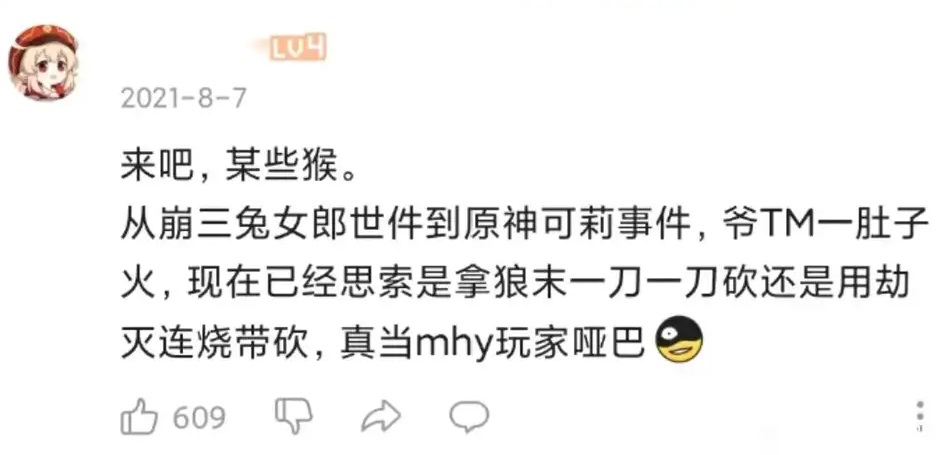 LV4
2021-8-7
来吧，某些猴。
从崩三兔女郎世件到原神可莉事件，爷TM一肚子
火，现在已经思索是拿狼末一刀一刀砍还是用劫
灭连烧带砍，真当mhy玩家哑巴
609